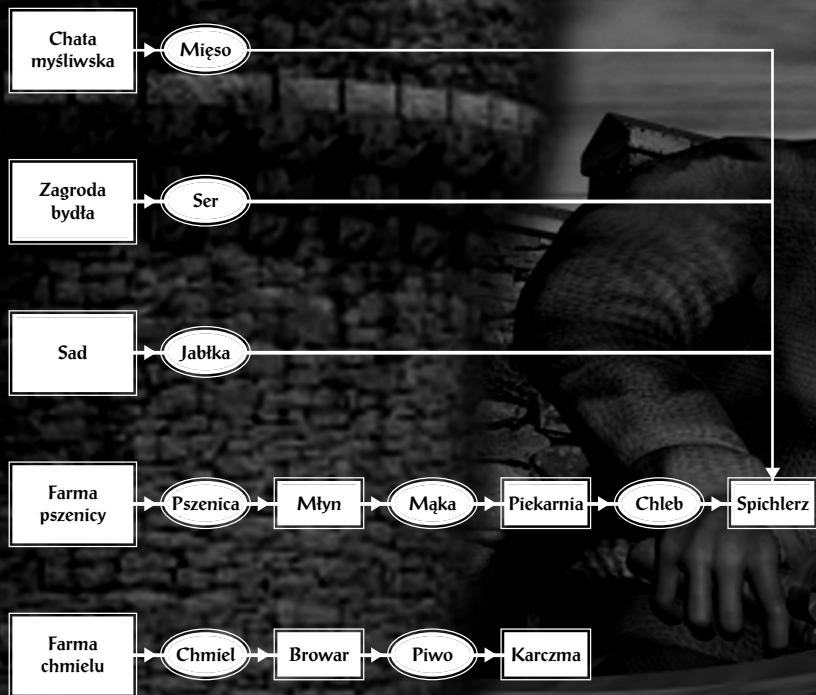 Chata
myśliwska
Mięso
Zagroda
bydła
Ser
Sad
Jabłka
Farma
pszenicy
Pszenica
Młyn
Mąka
Piekarnia
Chleb
Spichlerz
Farma
chmielu
Chmiel
Browar
Piwo
Karczma